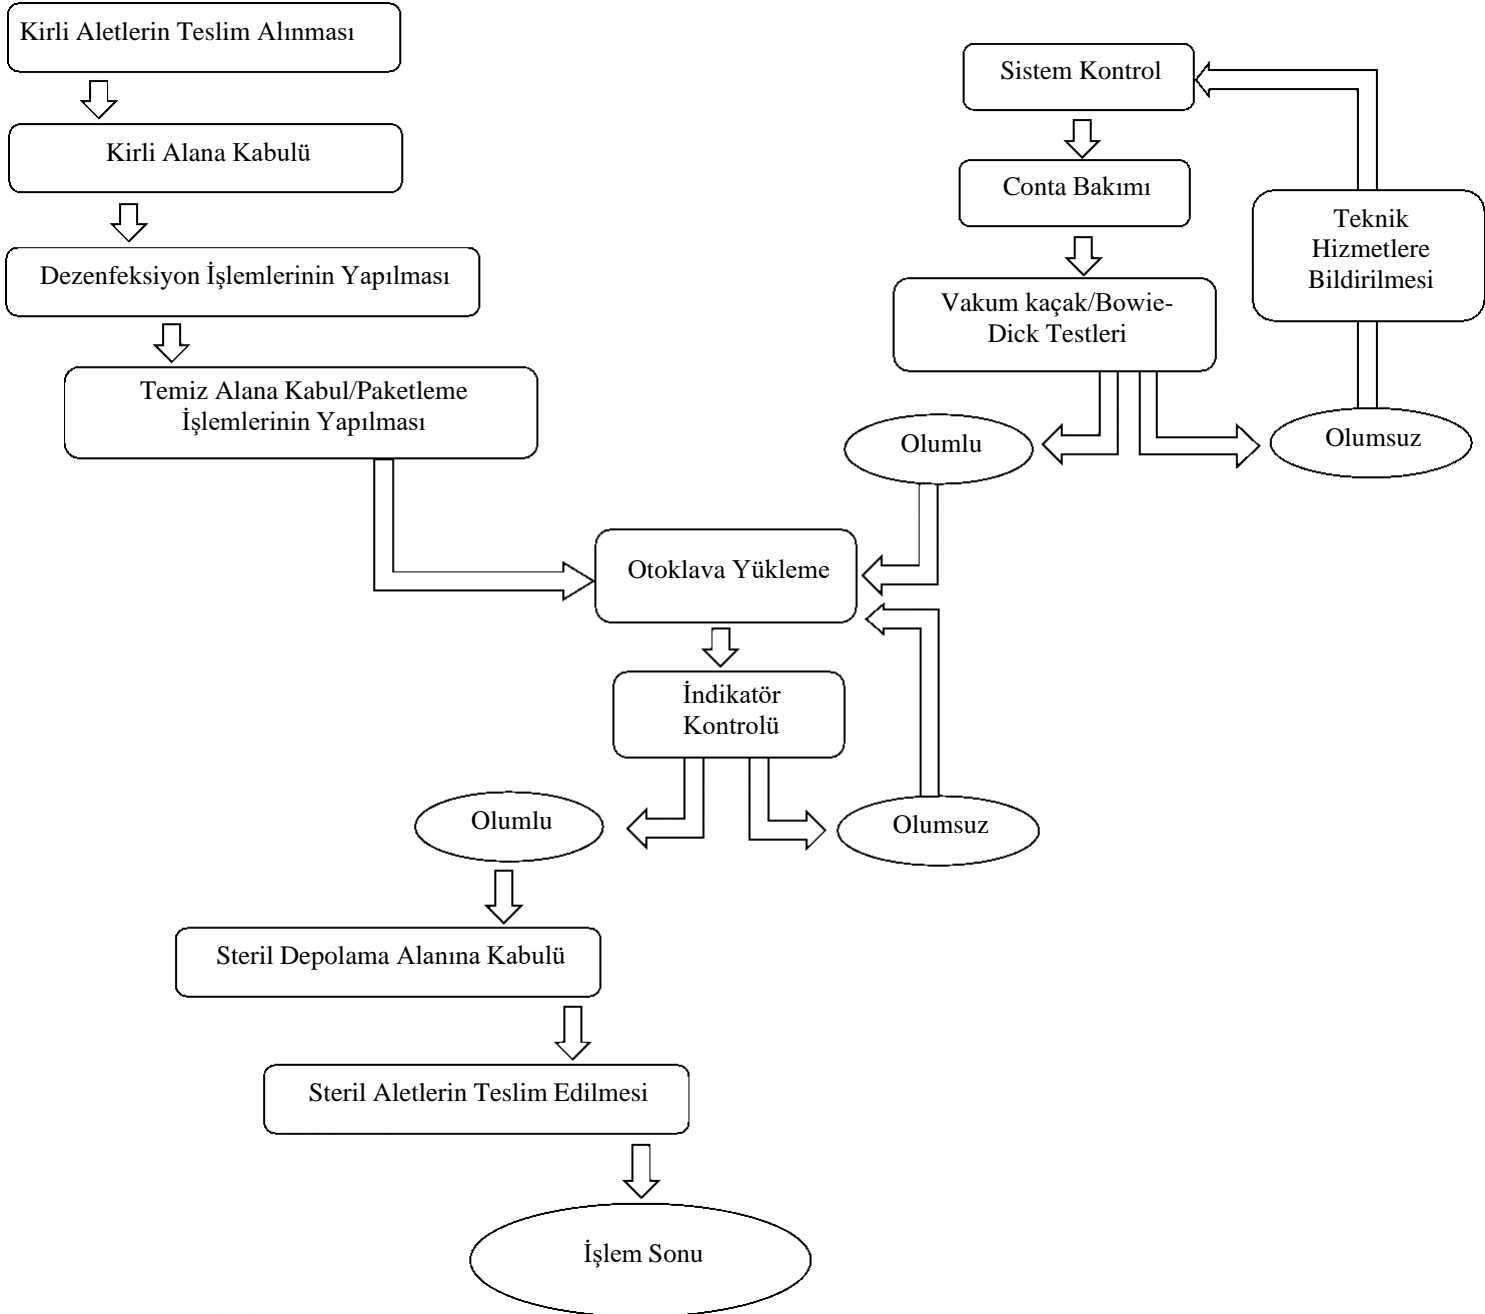 Kirli Aletlerin Teslim Alınması
Kirli Alana Kabulü
Dezenfeksiyon İşlemlerinin Yapılması
Temiz Alana Kabul/Paketleme
İşlemlerinin Yapılması
Sistem Kontrol
Conta Bakımı
Vakum kaçak/Bowie-
Dick Testleri
Teknik
Hizmetlere
Bildirilmesi
Olumlu
Olumsuz
Otoklava Yükleme
İndikatör
Kontrolü
Olumlu
Olumsuz
Steril Depolama Alanına Kabulü
Steril Aletlerin Teslim Edilmesi
İşlem Sonu